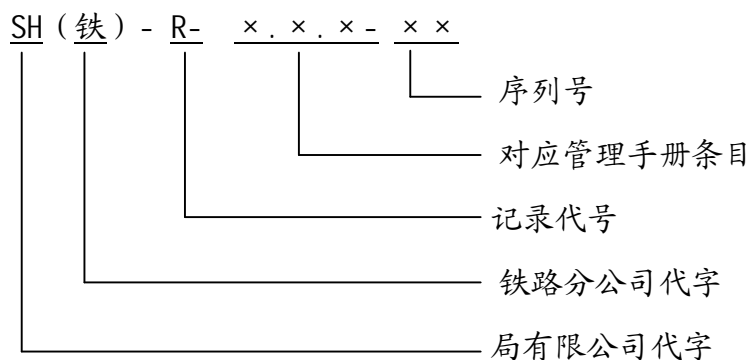 SH(铁)-R- ×.×.×- ××
序列号
对应管理手册条目
记录代号
铁路分公司代字
局有限公司代字